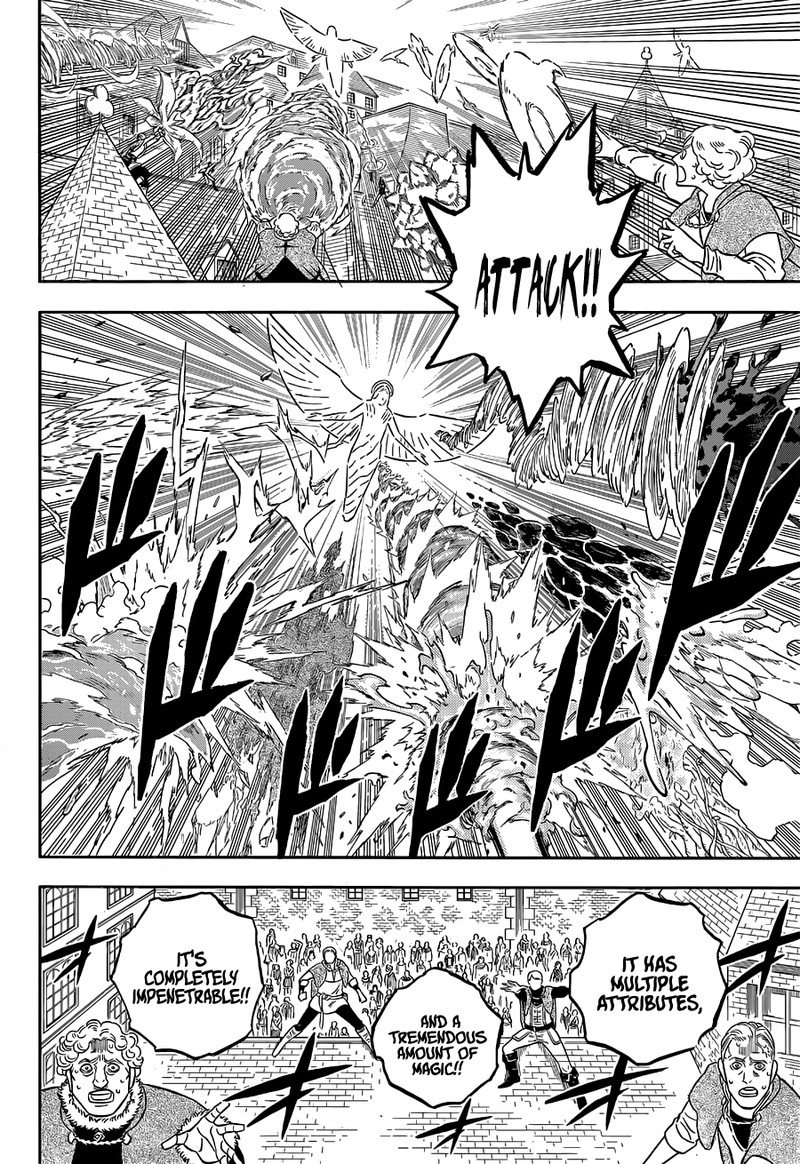 ATTACK!!
ドドドドドド
IT HAS
MULTIPLE
ATTRIBUTES,
AND A
TREMENDOUS
AMOUNT OF
MAGIC!!
IT'S
COMPLETELY
IMPENETRABLE!!